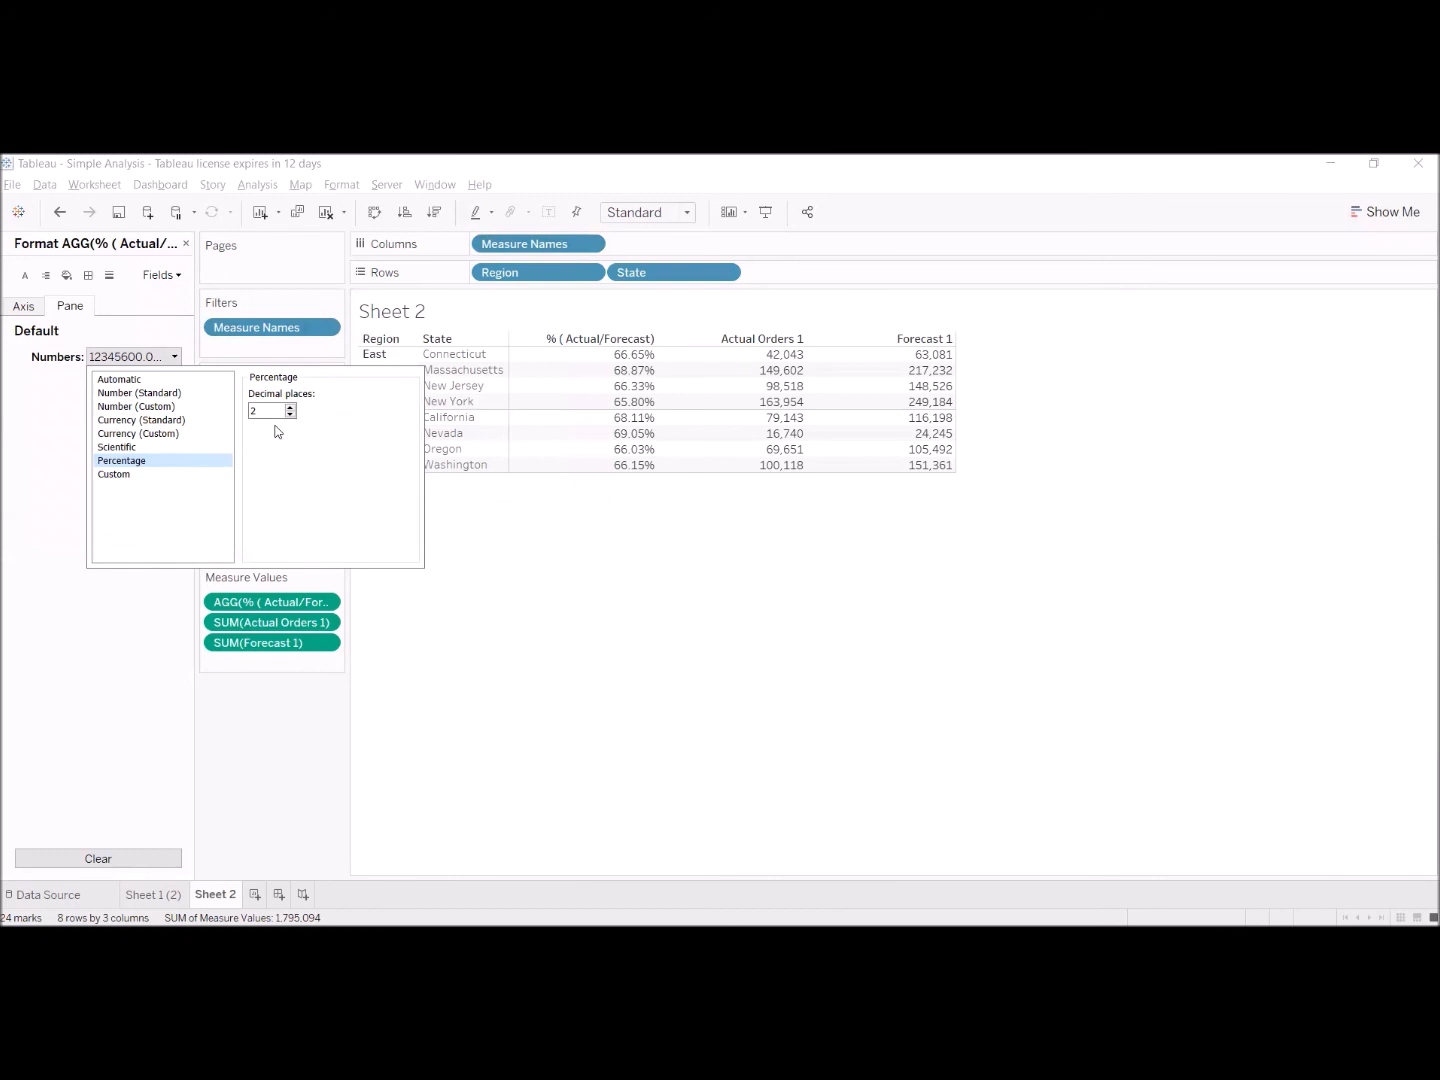 Tableau - Simple Analysis - Tableau license expires in 12 days
File Data Worksheet Dashboard Story Analysis Map Format Server Window Help
Standard
Show Me
Format AGG(% ( Actual/... ×
Fields
Axis Pane
Default
Numbers: 12345600.0...
Automatic
Number (Standard)
Number (Custom)
Currency (Standard)
Currency (Custom)
Scientific
Percentage
Custom
Percentage
Decimal places:
2
Clear
Pages
Filters
Measure Names
Measure Values
AGG(% ( Actual/For..
SUM(Actual Orders 1)
SUM(Forecast 1)
Columns Measure Names
Rows Region State
Sheet 2
Region State % ( Actual/Forecast) Actual Orders 1 Forecast 1
East Connecticut 66.65% 42,043 63,081
Massachusetts 68.87% 149,602 217,232
New Jersey 66.33% 98,518 148,526
New York 65.80% 163,954 249,184
California 68.11% 79,143 116,198
Nevada 69.05% 16,740 24,245
Oregon 66.03% 69,651 105,492
Washington 66.15% 100,118 151,361
Data Source Sheet 1 (2) Sheet 2
24 marks 8 rows by 3 columns SUM of Measure Values: 1,795,094